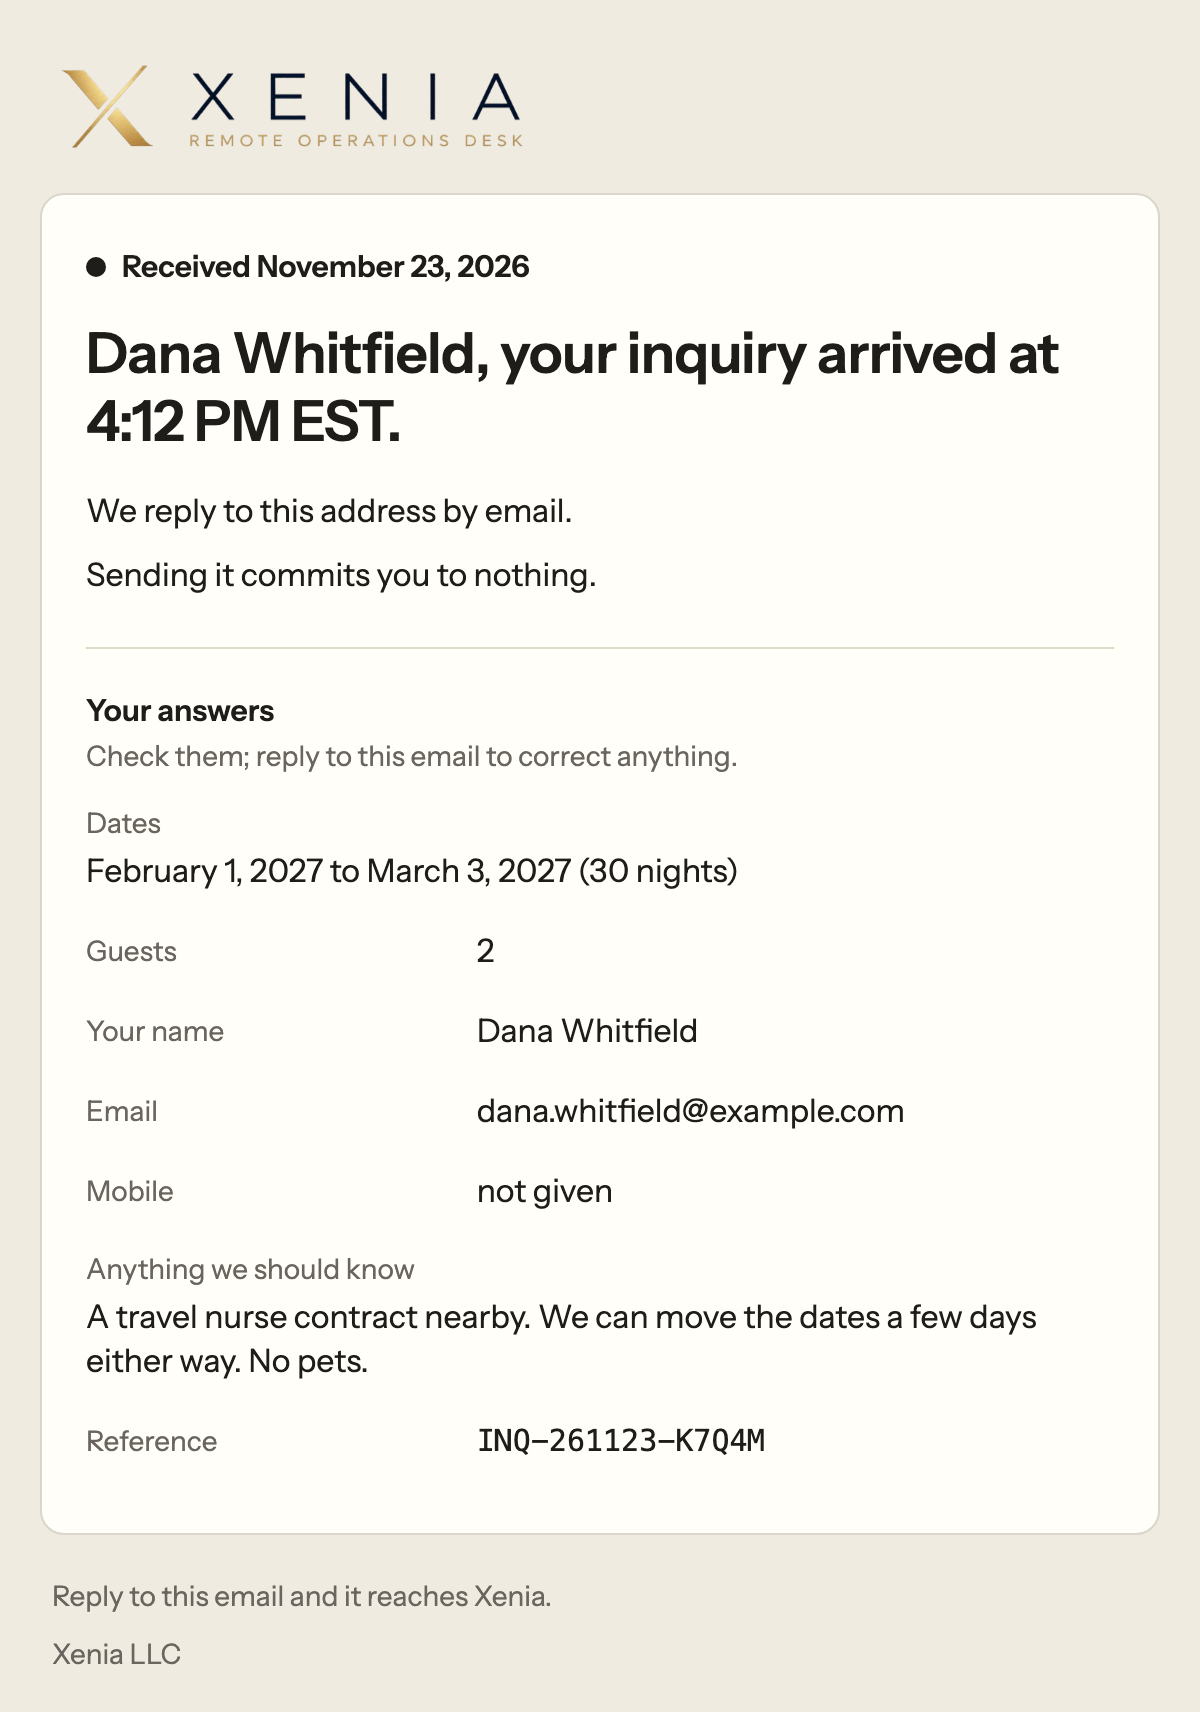 XENIA
REMOTE OPERATIONS DESK
Received November 23, 2026
Dana Whitfield, your inquiry arrived at
4:12 PM EST.
We reply to this address by email.
Sending it commits you to nothing.
Your answers
Check them; reply to this email to correct anything.
Dates
February 1, 2027 to March 3, 2027 (30 nights)
Guests 2
Your name Dana Whitfield
Email dana.whitfield@example.com
Mobile not given
Anything we should know
A travel nurse contract nearby. We can move the dates a few days
either way. No pets.
Reference INQ-261123-K7Q4M
Reply to this email and it reaches Xenia.
Xenia LLC